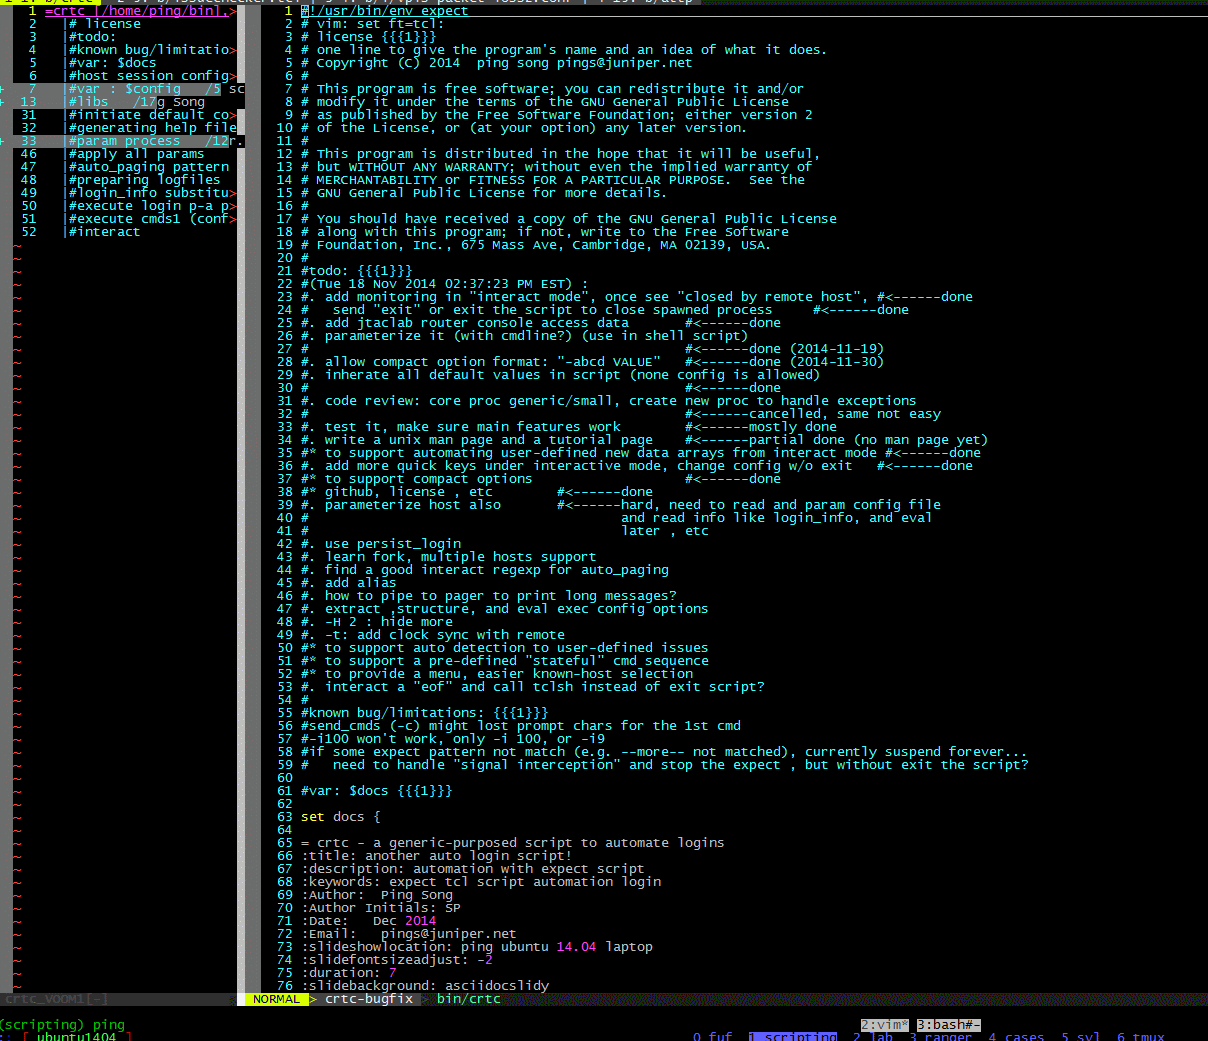 1 =crtc |/home/ping/bin|,>
2 |# license
3 |#todo:
4 |#known bug/limitatio>
5 |#var: $docs
6 |#host session config>
+ 7 |#var : $config /5 sc
+ 13 |#libs /17g Song
31 |#initiate default co>
32 |#generating help file
+ 33 |#param process /12r.
46 |#apply all params
47 |#auto_paging pattern
48 |#preparing logfiles
49 |#login_info substitu>
50 |#execute login p-a p>
51 |#execute cmds1 (conf>
52 |#interact
1 #!/usr/bin/env expect
2 # vim: set ft=tcl:
3 # license {{{1}}}
4 # one line to give the program's name and an idea of what it does.
5 # Copyright (C) 2014  ping song pings@juniper.net
6 #
7 # This program is free software; you can redistribute it and/or
8 # modify it under the terms of the GNU General Public License
9 # as published by the Free Software Foundation; either version 2
10 # of the License, or (at your option) any later version.
11 #
12 # This program is distributed in the hope that it will be useful,
13 # but WITHOUT ANY WARRANTY; without even the implied warranty of
14 # MERCHANTABILITY or FITNESS FOR A PARTICULAR PURPOSE.  See the
15 # GNU General Public License for more details.
16 #
17 # You should have received a copy of the GNU General Public License
18 # along with this program; if not, write to the Free Software
19 # Foundation, Inc., 675 Mass Ave, Cambridge, MA 02139, USA.
20 #
21 #todo: {{{1}}}
22 #(Tue 18 Nov 2014 02:37:23 PM EST) :
23 #. add monitoring in "interact mode", once see "closed by remote host", #<------done
24 #   send "exit" or exit the script to close spawned process     #<------done
25 #. add jtaclab router console access data       #<------done
26 #. parameterize it (with cmdline?) (use in shell script)
27 #                                               #<------done (2014-11-19)
28 #. allow compact option format: "-abcd VALUE"   #<------done (2014-11-30)
29 #. inherate all default values in script (none config is allowed)
30 #                                               #<------done
31 #. code review: core proc generic/small, create new proc to handle exceptions
32 #                                               #<------cancelled, same not easy
33 #. test it, make sure main features work        #<------mostly done
34 #. write a unix man page and a tutorial page    #<------partial done (no man page yet)
35 #* to support automating user-defined new data arrays from interact mode #<------done
36 #. add more quick keys under interactive mode, change config w/o exit   #<------done
37 #* to support compact options                   #<------done
38 #* github, license , etc        #<------done
39 #. parameterize host also       #<------hard, need to read and param config file
40 #                                       and read info like login_info, and eval
41 #                                       later , etc
42 #. use persist_login
43 #. learn fork, multiple hosts support
44 #. find a good interact regexp for auto_paging
45 #. add alias
46 #. how to pipe to pager to print long messages?
47 #. extract ,structure, and eval exec config options
48 #. -H 2 : hide more
49 #. -t: add clock sync with remote
50 #* to support auto detection to user-defined issues
51 #* to support a pre-defined "stateful" cmd sequence
52 #* to provide a menu, easier known-host selection
53 #. interact a "eof" and call tclsh instead of exit script?
54 #
55 #known bug/limitations: {{{1}}}
56 #send_cmds (-c) might lost prompt chars for the 1st cmd
57 #-i100 won't work, only -i 100, or -i9
58 #if some expect pattern not match (e.g. --more-- not matched), currently suspend forever...
59 #   need to handle "signal interception" and stop the expect , but without exit the script?
60
61 #var: $docs {{{1}}}
62
63 set docs {
64
65 = crtc - a generic-purposed script to automate logins
66 :title: another auto login script!
67 :description: automation with expect script
68 :keywords: expect tcl script automation login
69 :Author:  Ping Song
70 :Author Initials: SP
71 :Date:   Dec 2014
72 :Email:   pings@juniper.net
73 :slideshowlocation: ping ubuntu 14.04 laptop
74 :slidefontsizeadjust: -2
75 :duration: 7
76 :slidebackground: asciidocslidy
crtc_VOOM1[-]
NORMAL > crtc-bugfix > bin/crtc
(scripting) ping 2:vim* 3:bash#-
[ ubuntu1404 ] 0 fuf 1 scripting 2 lab 3 ranger 4 cases 5 syl 6 tmux